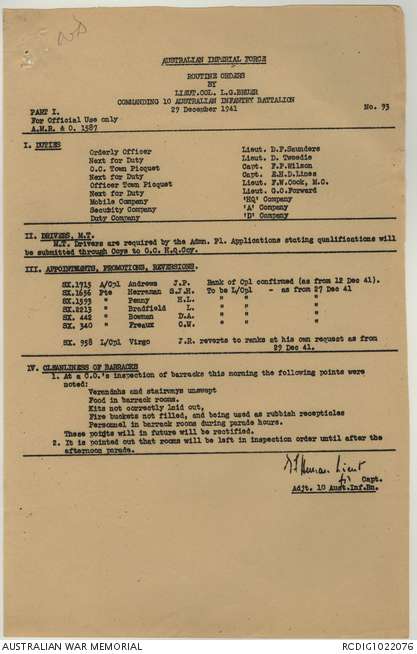 AUSTRALIAN IMPERIAL FORCE
ROUTINE ORDERS
BY
LIEUT.COL. L.G.
COMMANDING 10 AUSTRALIAN INFANTRY BATTALION
29 December 1941
PART I. No. 93
For Official Use only
A.M.R. & O. 1587
I. DUTIES
Orderly Officer Lieut. D.F.Saunders
Next for Duty Lieut. D. Tweedie
O.C. Town Picquet Capt. F.P.Wilson
Next for Duty Capt. E.H.D.Lines
Officer Town Picquet Lieut. F.W.Cook, M.C.
Next for Duty Lieut. G.C.Forward
Mobile Company 'HQ' Company
Security Company 'A' Company
Duty Company 'D' Company
II. DRIVERS, M.T.
M.T. Drivers are required by the Admn. Pl. Applications stating qualifications will
be submitted through Coys to O.C. H.Q.Coy.
III. APPOINTMENTS, PROMOTIONS, REVERSIONS.
SX.1715 A/Cpl Andrews J.P. Rank of Cpl confirmed (as from 12 Dec 41).
SX.1656 Pte Herreman S.J.H. To be L/Cpl - as from 27 Dec 41
SX.1593 " Penny H.L. " " " " " "
SX.2213 " Bradfield L. " " " " " "
SX. 442 " Bowman D.A. " " " " " "
SX. 340 " Freaux C.W. " " " " " "
SX. 958 L/Cpl Virgo J.R. reverts to ranks at his own request as from
29 Dec 41.
IV. CLEANLINESS OF BARRACKS
1. At a C.O.'s inspection of barracks this morning the following points were
noted:
Verandahs and stairways unswept
Food in barrack rooms.
Kits not correctly laid out,
Fire buckets not filled, and being used as rubbish recepticles
Personnel in barrack rooms during parade hours.
These points will in future will be rectified.
2. It is pointed out that rooms will be left in inspection order until after the
afternoon parade.
Lieut
for Capt.
Adjt. 10 Aust.Inf.Bn.
AUSTRALIAN WAR MEMORIAL RCDIG1022076